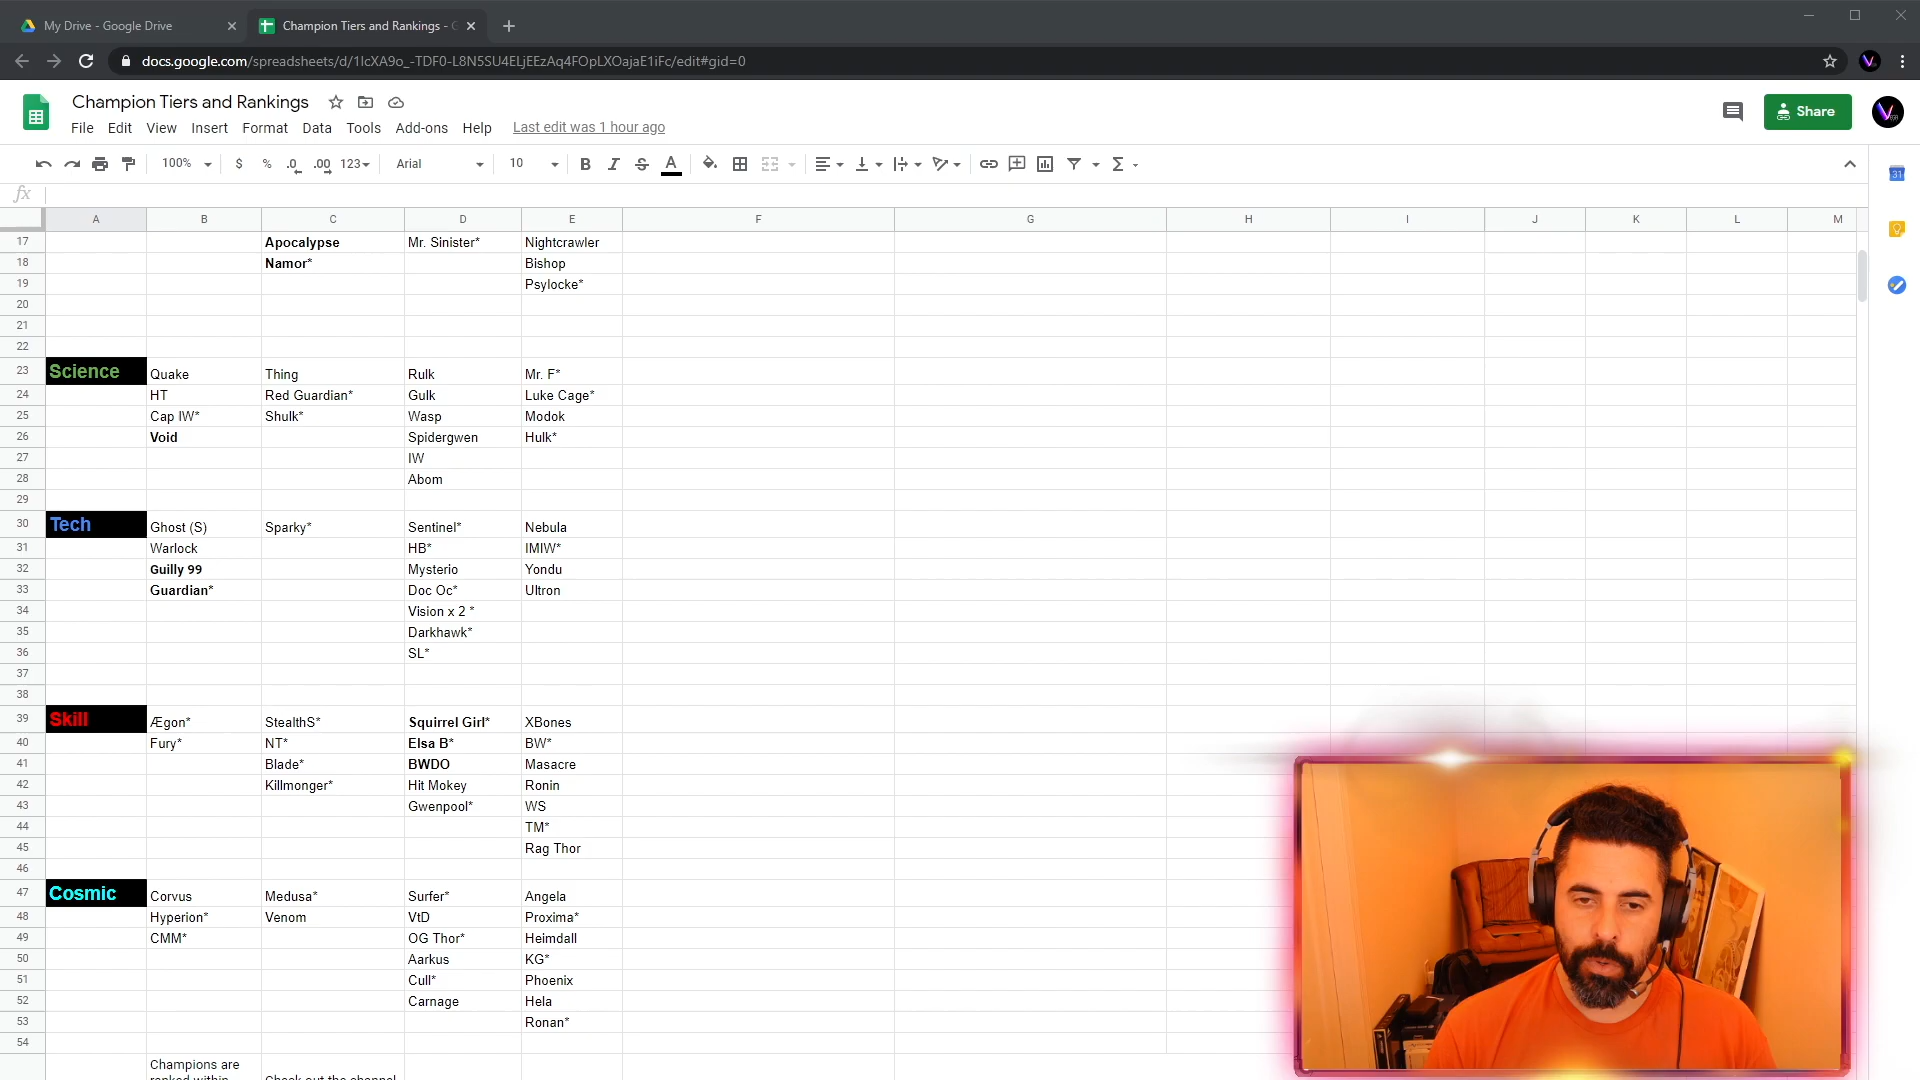 My Drive - Google Drive
Champion Tiers and Rankings - G
docs.google.com/spreadsheets/d/1lcXA9o_-TDF0-L8N5SU4ELjEEzAq4FOpLXOajaE1iFc/edit#gid=0
Champion Tiers and Rankings
File Edit View Insert Format Data Tools Add-ons Help Last edit was 1 hour ago
Share
100% $ % .0 .00 123 Arial 10 B I S A
31
fx
A B C D E F G H I J K L M
17 Apocalypse Mr. Sinister* Nightcrawler
18 Namor* Bishop
19 Psylocke*
20
21
22
23 Science Quake Thing Rulk Mr. F*
24 HT Red Guardian* Gulk Luke Cage*
25 Cap IW* Shulk* Wasp Modok
26 Void Spidergwen Hulk*
27 IW
28 Abom
29
30 Tech Ghost (S) Sparky* Sentinel* Nebula
31 Warlock HB* IMIW*
32 Guilly 99 Mysterio Yondu
33 Guardian* Doc Oc* Ultron
34 Vision x 2 *
35 Darkhawk*
36 SL*
37
38
39 Skill Ægon* StealthS* Squirrel Girl* XBones
40 Fury* NT* Elsa B* BW*
41 Blade* BWDO Masacre
42 Killmonger* Hit Mokey Ronin
43 Gwenpool* WS
44 TM*
45 Rag Thor
46
47 Cosmic Corvus Medusa* Surfer* Angela
48 Hyperion* Venom VtD Proxima*
49 CMM* OG Thor* Heimdall
50 Aarkus KG*
51 Cull* Phoenix
52 Carnage Hela
53 Ronan*
54
Champions are
ranked within Check out the channel